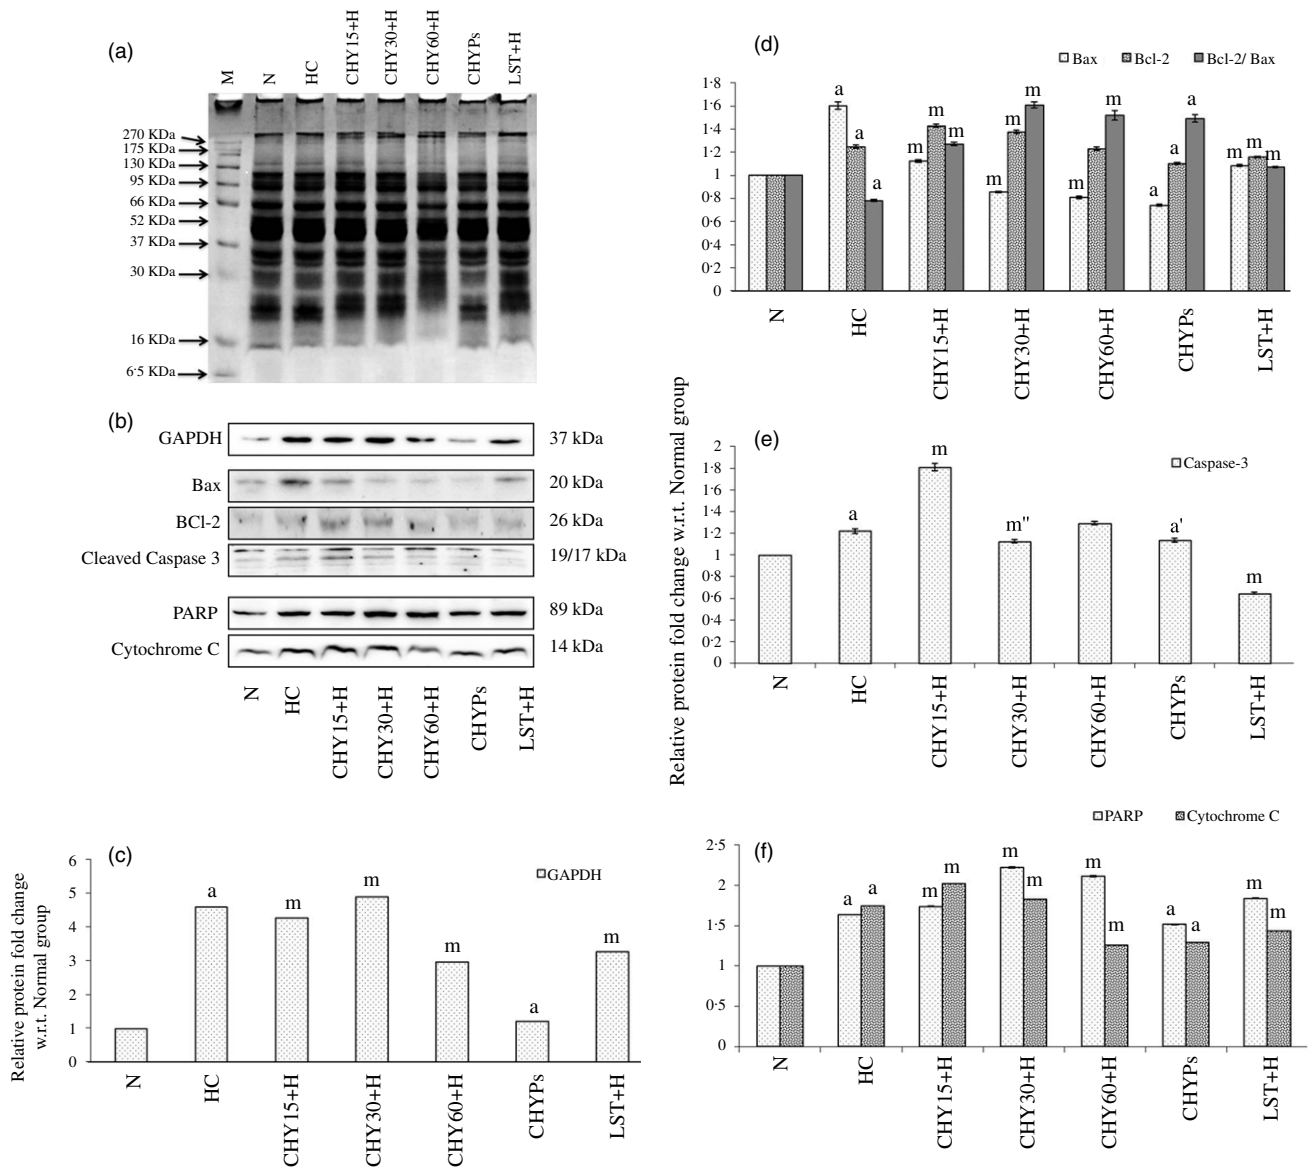 (a)
M
N
HC
CHY15+H
CHY30+H
CHY60+H
CHYPs
LST+H
270 KDa
175 KDa
130 KDa
95 KDa
66 KDa
52 KDa
37 KDa
30 KDa
16 KDa
6·5 KDa
(b)
GAPDH 37 kDa
Bax 20 kDa
BCl-2 26 kDa
Cleaved Caspase 3 19/17 kDa
PARP 89 kDa
Cytochrome C 14 kDa
N
HC
CHY15+H
CHY30+H
CHY60+H
CHYPs
LST+H
(c)
GAPDH
Relative protein fold change
w.r.t. Normal group
6
5
4
3
2
1
0
a
m
m
m
a
m
N
HC
CHY15+H
CHY30+H
CHY60+H
CHYPs
LST+H
(d)
Bax Bcl-2 Bcl-2/ Bax
1·8
1·6
1·4
1·2
1
0·8
0·6
0·4
0·2
0
a a a
m m m
m m m
m m m
a a a
m m m
N
HC
CHY15+H
CHY30+H
CHY60+H
CHYPs
LST+H
Relative protein fold change w.r.t. Normal group
(e)
Caspase-3
2
1·8
1·6
1·4
1·2
1
0·8
0·6
0·4
0·2
0
a
m
m"
a'
m
N
HC
CHY15+H
CHY30+H
CHY60+H
CHYPs
LST+H
(f)
PARP Cytochrome C
2·5
2
1·5
1
0·5
0
a a
m m
m m
m m
a a
m m
N
HC
CHY15+H
CHY30+H
CHY60+H
CHYPs
LST+H